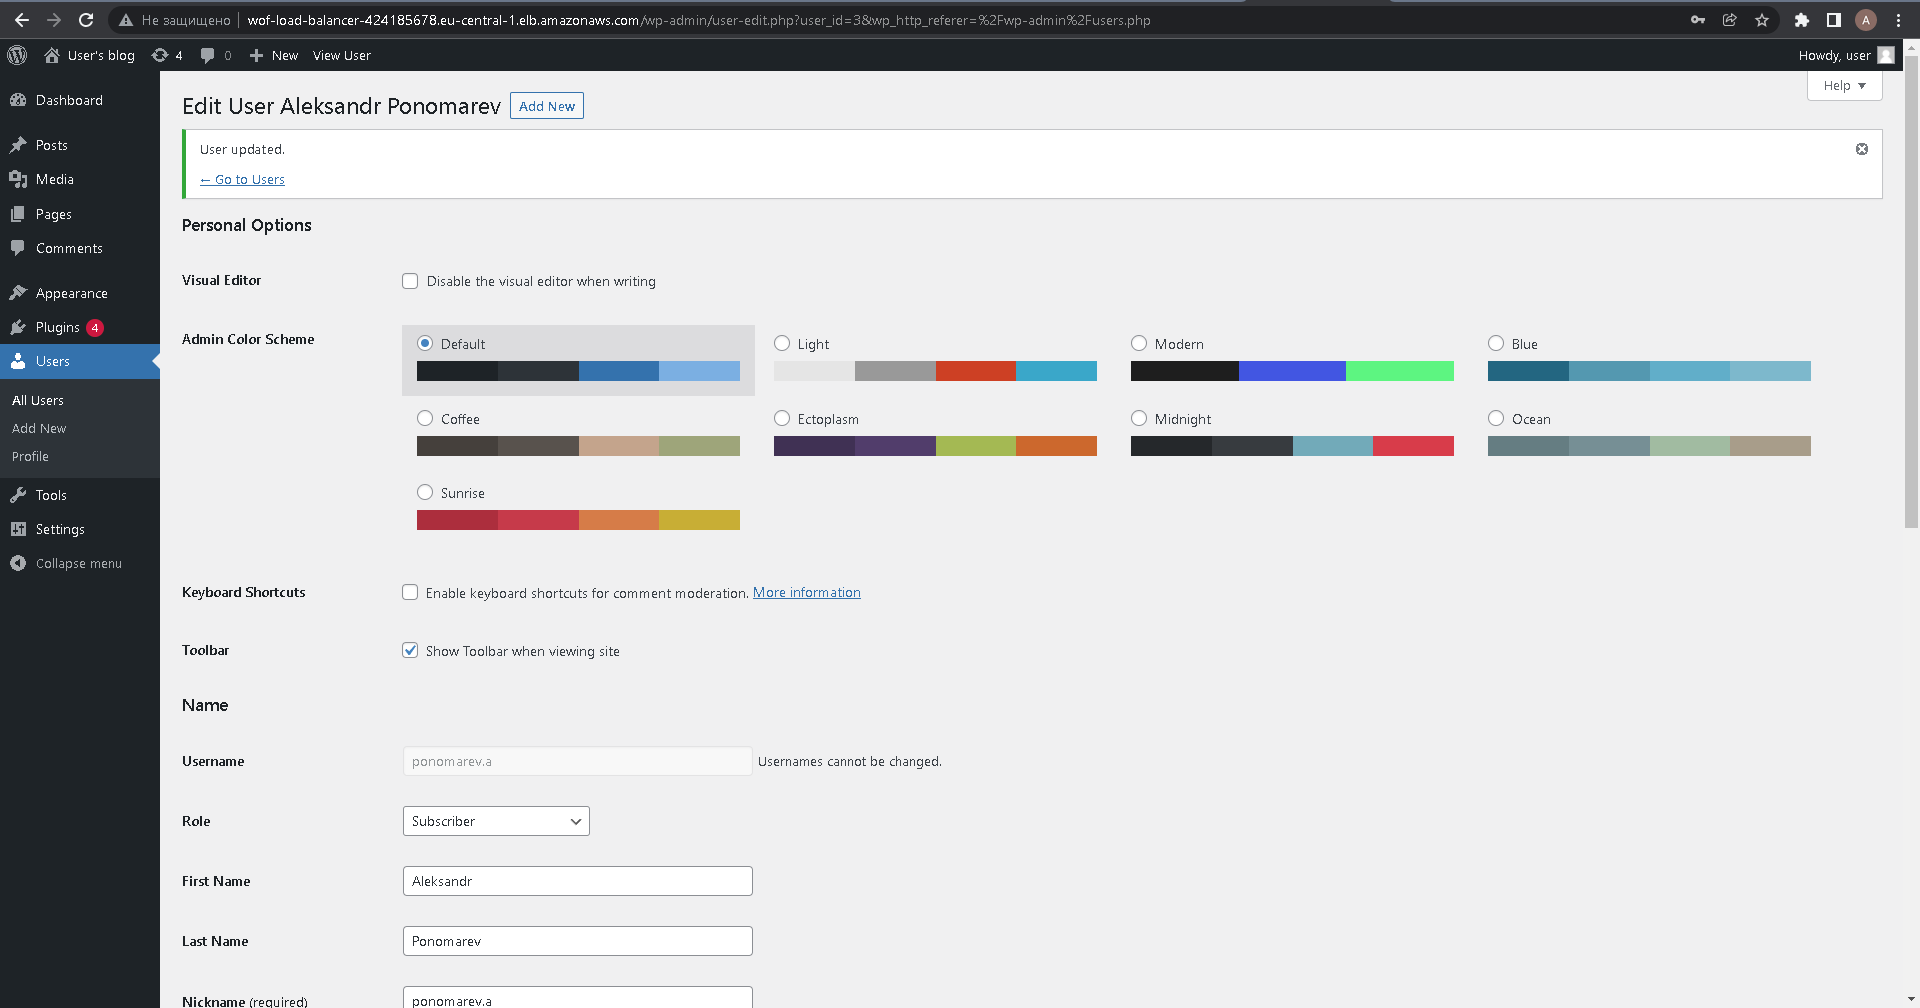 Не защищено | wof-load-balancer-424185678.eu-central-1.elb.amazonaws.com/wp-admin/user-edit.php?user_id=3&wp_http_referer=%2Fwp-admin%2Fusers.php
A
User's blog 4 0 New View User
Howdy, user
Help
Dashboard
Posts
Media
Pages
Comments
Appearance
Plugins 4
Users
All Users
Add New
Profile
Tools
Settings
Collapse menu
Edit User Aleksandr Ponomarev Add New
User updated.
← Go to Users
Personal Options
Visual Editor Disable the visual editor when writing
Admin Color Scheme
Default Light Modern Blue
Coffee Ectoplasm Midnight Ocean
Sunrise
Keyboard Shortcuts Enable keyboard shortcuts for comment moderation. More information
Toolbar Show Toolbar when viewing site
Name
Username ponomarev.a Usernames cannot be changed.
Role Subscriber
First Name Aleksandr
Last Name Ponomarev
Nickname (required) ponomarev.a